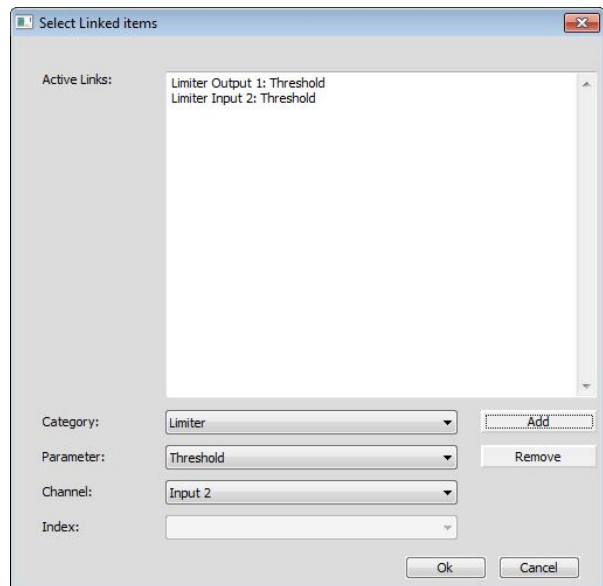 Select Linked items
Active Links:
Limiter Output 1: Threshold
Limiter Input 2: Threshold
Category:
Limiter
Add
Parameter:
Threshold
Remove
Channel:
Input 2
Index:
Ok
Cancel